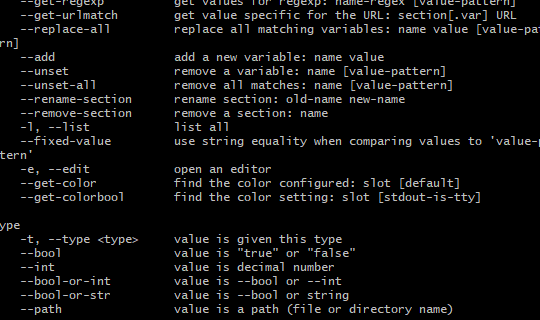 --get-regexp get values for regexp: name-regex [value-pattern]
--get-urlmatch get value specific for the URL: section[.var] URL
--replace-all replace all matching variables: name value [value-pat
rn]
--add add a new variable: name value
--unset remove a variable: name [value-pattern]
--unset-all remove all matches: name [value-pattern]
--rename-section rename section: old-name new-name
--remove-section remove a section: name
-l, --list list all
--fixed-value use string equality when comparing values to 'value-p
tern'
-e, --edit open an editor
--get-color find the color configured: slot [default]
--get-colorbool find the color setting: slot [stdout-is-tty]
ype
-t, --type <type> value is given this type
--bool value is "true" or "false"
--int value is decimal number
--bool-or-int value is --bool or --int
--bool-or-str value is --bool or string
--path value is a path (file or directory name)